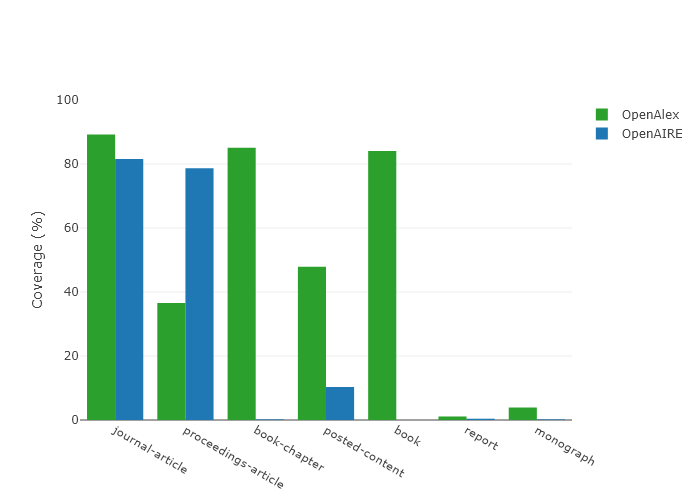 100
80
60
40
20
0
Coverage (%)
journal-article
proceedings-article
book-chapter
posted-content
book
report
monograph
OpenAlex
OpenAIRE